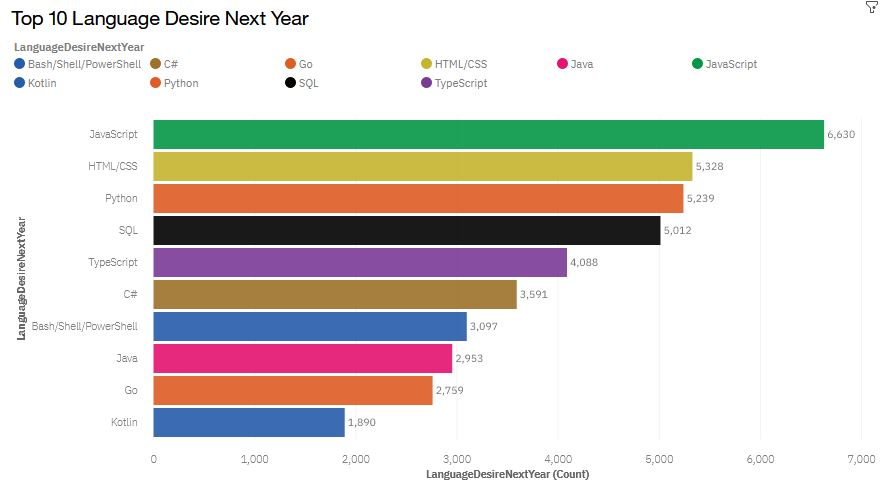 Top 10 Language Desire Next Year
LanguageDesireNextYear
Bash/Shell/PowerShell C# Go HTML/CSS Java JavaScript
Kotlin Python SQL TypeScript
LanguageDesireNextYear
JavaScript 6,630
HTML/CSS 5,328
Python 5,239
SQL 5,012
TypeScript 4,088
C# 3,591
Bash/Shell/PowerShell 3,097
Java 2,953
Go 2,759
Kotlin 1,890
0 1,000 2,000 3,000 4,000 5,000 6,000 7,000
LanguageDesireNextYear (Count)